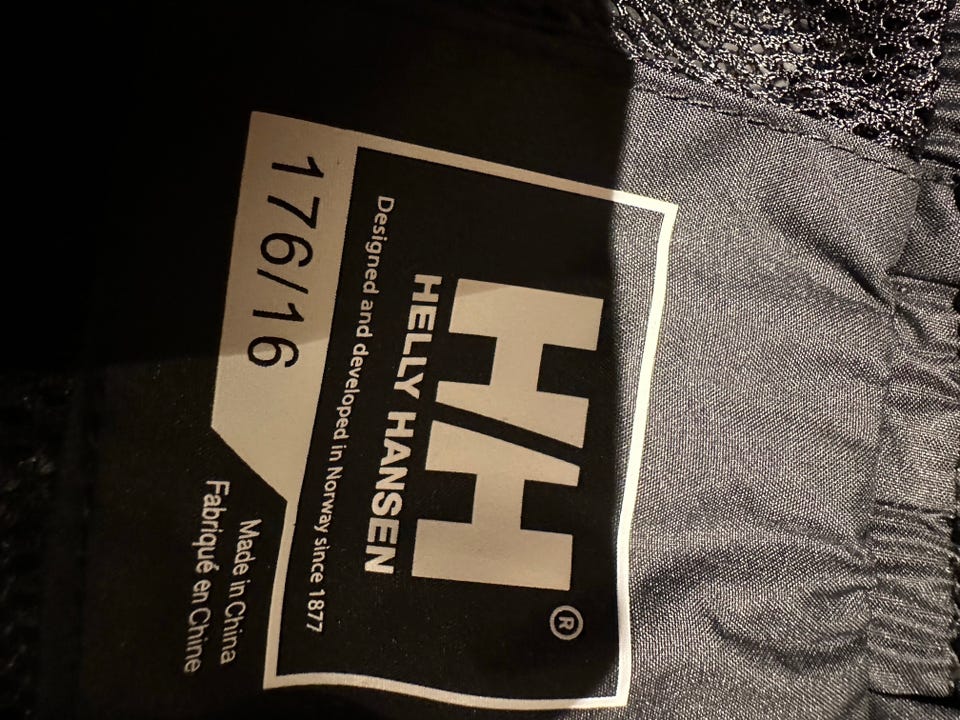 HH®
HELLY HANSEN
Designed and developed in Norway since 1877
176/16
Made in China
Fabriqué en Chine